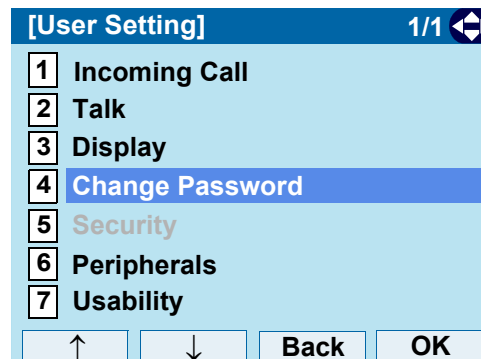 [User Setting] 1/1
1 Incoming Call
2 Talk
3 Display
4 Change Password
5 Security
6 Peripherals
7 Usability
↑ ↓ Back OK